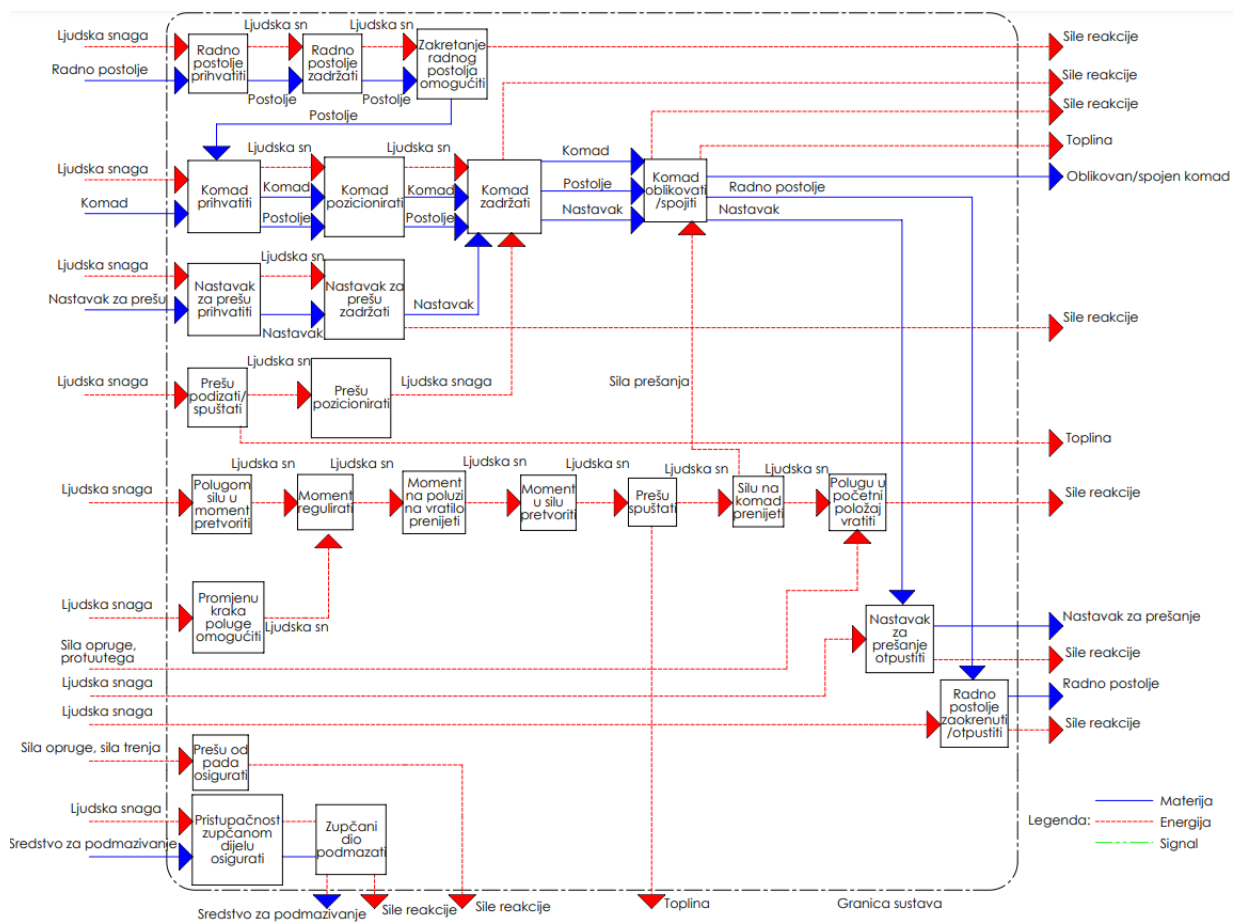 Ljudska snaga
Radno postolje
Radno
postolje
prihvatiti
Ljudska sn
Postolje
Radno
postolje
zadržati
Ljudska sn
Postolje
Zakretanje
radnog
postolja
omogućiti
Sile reakcije
Sile reakcije
Sile reakcije
Toplina
Oblikovan/spojen komad
Postolje
Ljudska snaga
Komad
Komad
prihvatiti
Ljudska sn
Komad
Postolje
Komad
pozicionirati
Ljudska sn
Komad
Postolje
Komad
zadržati
Komad
Postolje
Nastavak
Komad
oblikovati
/spojiti
Radno postolje
Nastavak
Ljudska snaga
Nastavak za prešu
Nastavak
za prešu
prihvatiti
Ljudska sn
Nastavak
Nastavak za
prešu
zadržati
Nastavak
Sile reakcije
Ljudska snaga
Prešu
podizati/
spuštati
Ljudska sn
Prešu
pozicionirati
Ljudska snaga
Sila prešanja
Toplina
Ljudska snaga
Polugom
silu u
moment
pretvoriti
Ljudska sn
Moment
regulirati
Ljudska sn
Moment
na poluzi
na vratilo
prenijeti
Ljudska sn
Moment
u silu
pretvoriti
Ljudska sn
Prešu
spuštati
Ljudska sn
Silu na
komad
prenijeti
Ljudska sn
Polugu u
početni
položaj
vratiti
Sile reakcije
Ljudska snaga
Promjenu
kraka
poluge
omogućiti
Ljudska sn
Sila opruge,
protuutega
Ljudska snaga
Ljudska snaga
Nastavak
za
prešanje
otpustiti
Nastavak za prešanje
Sile reakcije
Radno
postolje
zaokrenuti
/otpustiti
Radno postolje
Sile reakcije
Sila opruge, sila trenja
Prešu od
pada
osigurati
Ljudska snaga
Sredstvo za podmazivanje
Pristupačnost
zupčanom
dijelu
osigurati
Zupčani
dio
podmazati
Legenda:
Materija
Energija
Signal
Sredstvo za podmazivanje
Sile reakcije
Sile reakcije
Toplina
Granica sustava